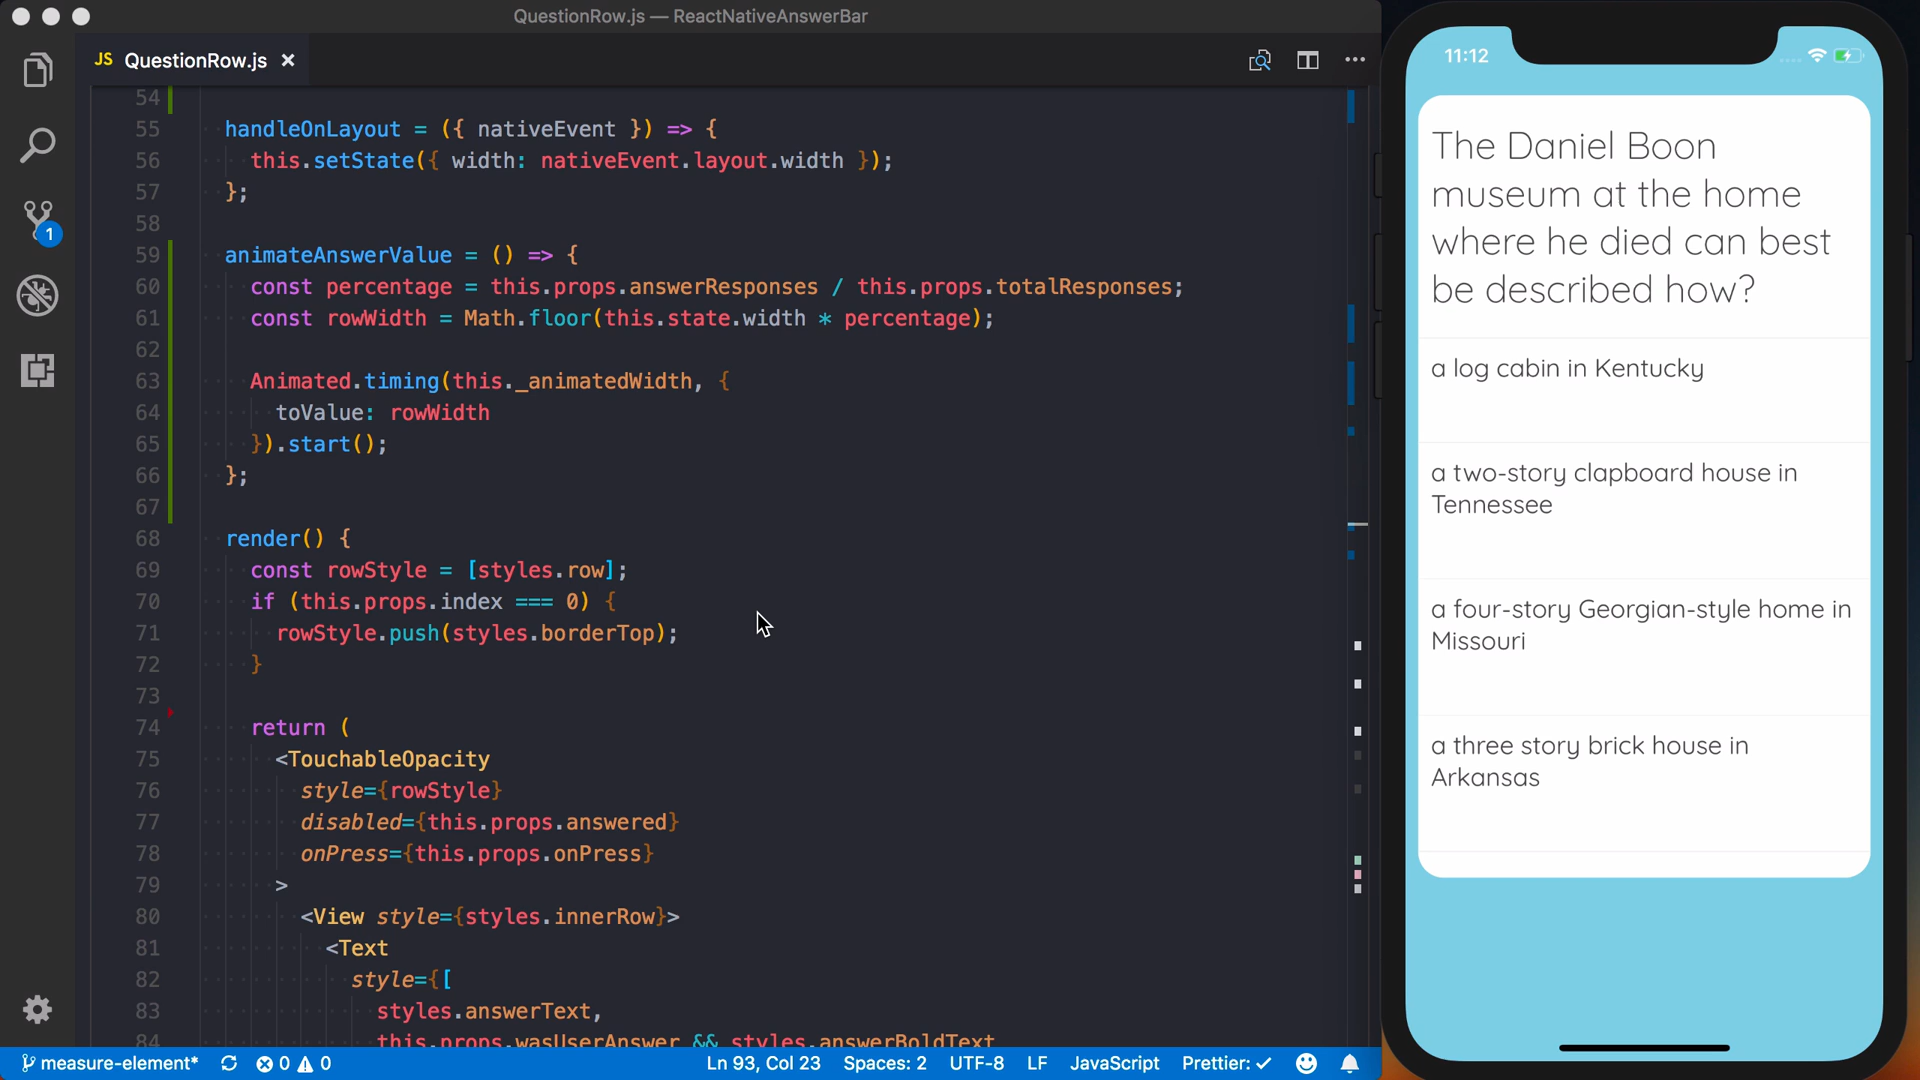 QuestionRow.js — ReactNativeAnswerBar
JS QuestionRow.js ×
54
55 handleOnLayout = ({ nativeEvent }) => {
56 this.setState({ width: nativeEvent.layout.width });
57 };
58
59 animateAnswerValue = () => {
60 const percentage = this.props.answerResponses / this.props.totalResponses;
61 const rowWidth = Math.floor(this.state.width * percentage);
62
63 Animated.timing(this._animatedWidth, {
64 toValue: rowWidth
65 }).start();
66 };
67
68 render() {
69 const rowStyle = [styles.row];
70 if (this.props.index === 0) {
71 rowStyle.push(styles.borderTop);
72 }
73
74 return (
75 <TouchableOpacity
76 style={rowStyle}
77 disabled={this.props.answered}
78 onPress={this.props.onPress}
79 >
80 <View style={styles.innerRow}>
81 <Text
82 style={[
83 styles.answerText,
84 this.props.wasUserAnswer && styles.answerBoldText
1
measure-element* 0 0 Ln 93, Col 23 Spaces: 2 UTF-8 LF JavaScript Prettier: ✓
11:12
The Daniel Boon
museum at the home
where he died can best
be described how?
a log cabin in Kentucky
a two-story clapboard house in
Tennessee
a four-story Georgian-style home in
Missouri
a three story brick house in
Arkansas